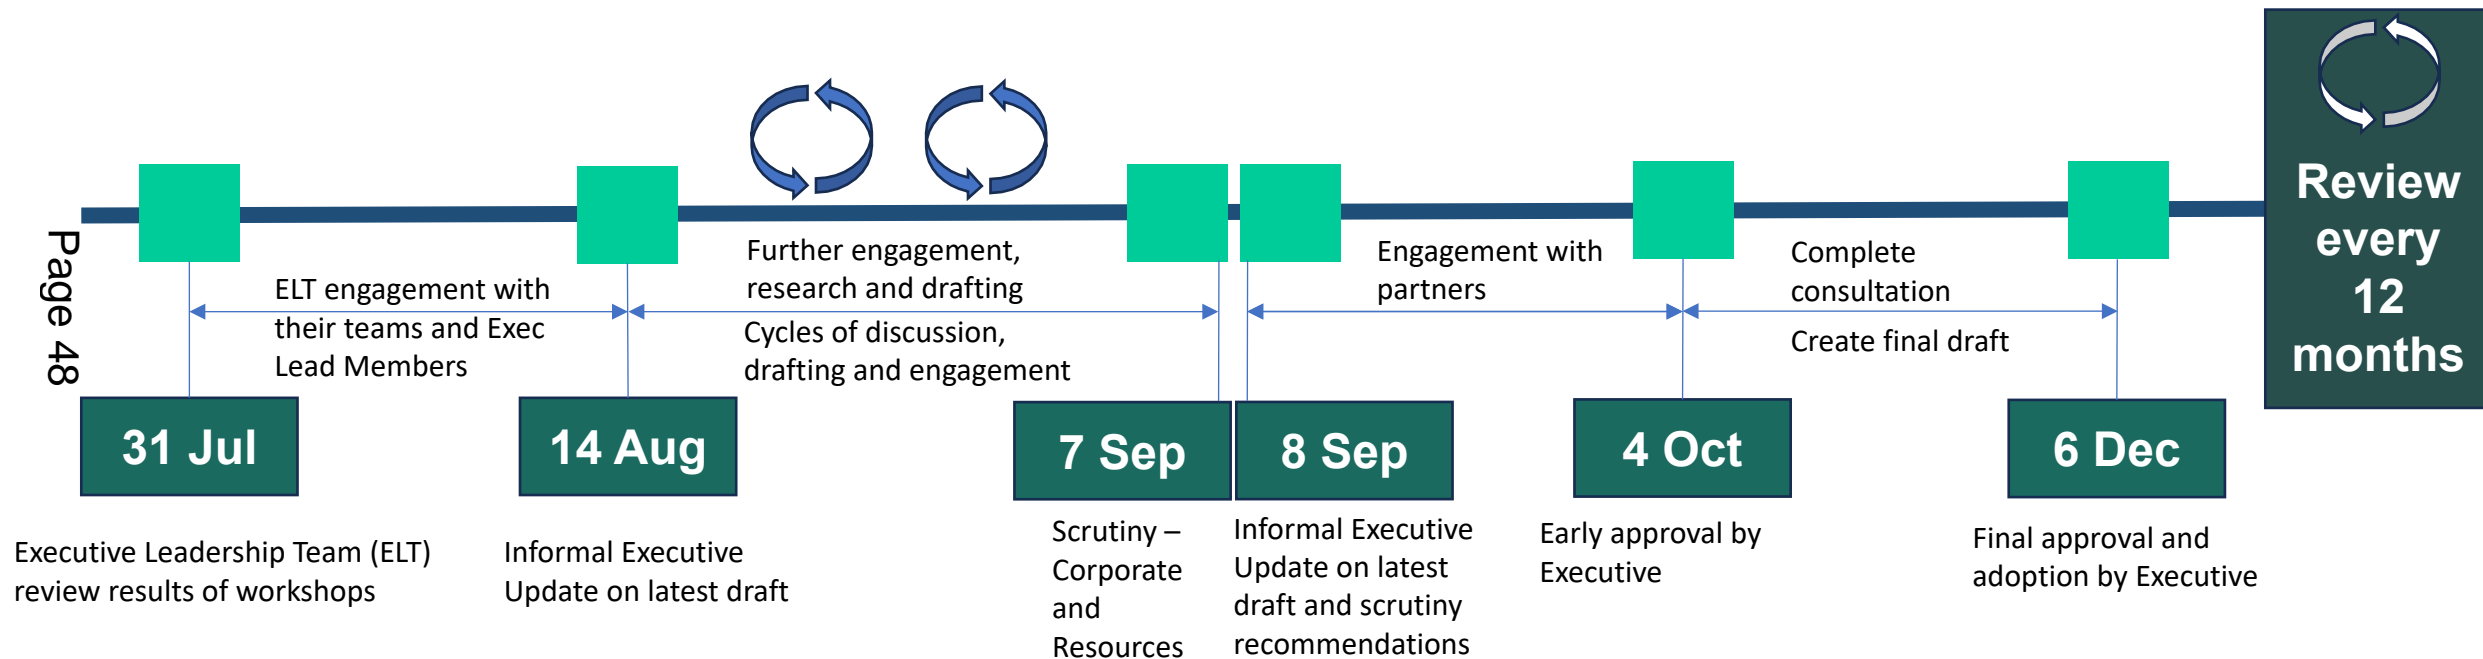 Page 48
Review
every
12
months
ELT engagement with
their teams and Exec
Lead Members
Further engagement,
research and drafting
Cycles of discussion,
drafting and engagement
Engagement with
partners
Complete
consultation
Create final draft
31 Jul
14 Aug
7 Sep
8 Sep
4 Oct
6 Dec
Executive Leadership Team (ELT)
review results of workshops
Informal Executive
Update on latest draft
Scrutiny –
Corporate
and
Resources
Informal Executive
Update on latest
draft and scrutiny
recommendations
Early approval by
Executive
Final approval and
adoption by Executive